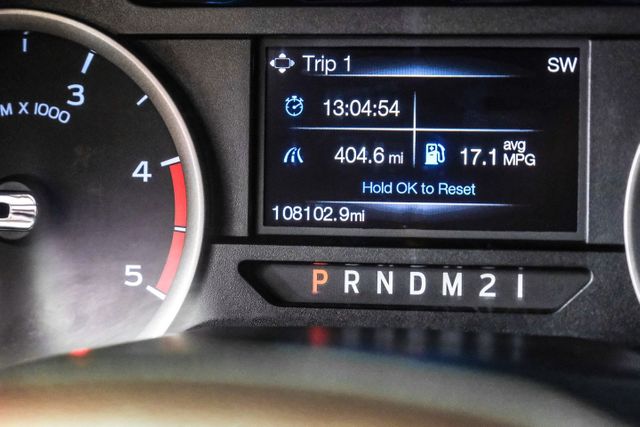 Trip 1 SW
3
M X 1000
13:04:54
4
404.6 mi 17.1 avg MPG
Hold OK to Reset
108102.9mi
5
P R N D M 2 1